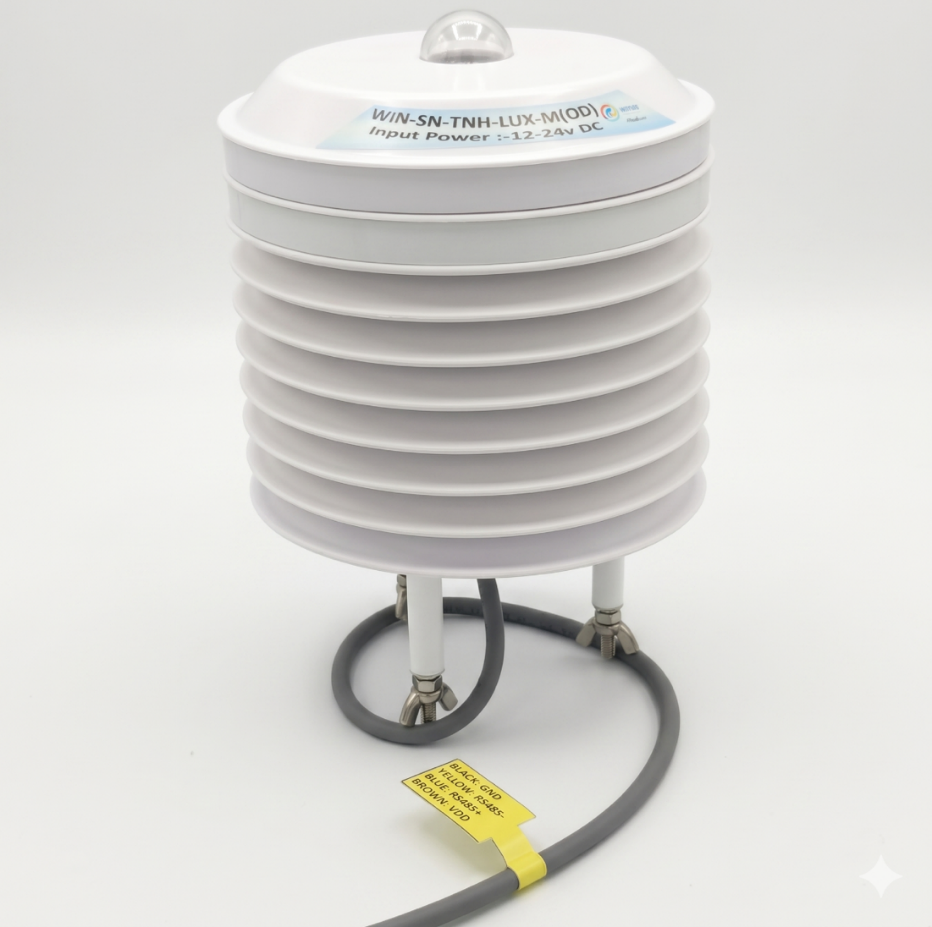 WIN-SN-TNH-LUX-M(OD)
Input Power :-12-24v DC
BLACK: GND
YELLOW: RS485-
BLUE: RS485+
BROWN: VDD